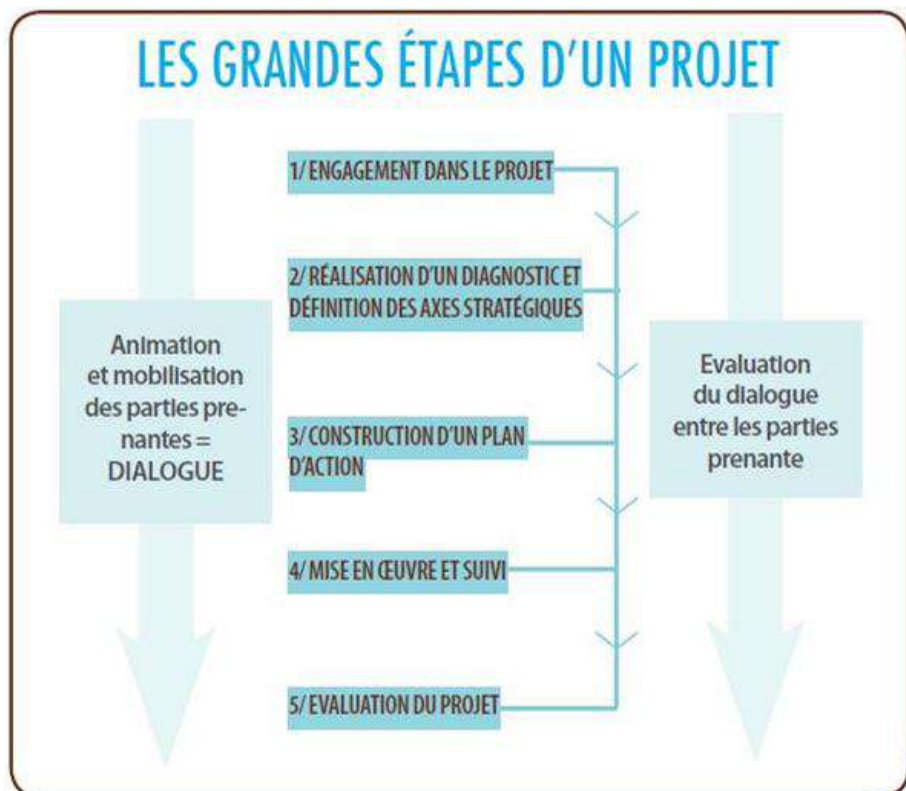 LES GRANDES ÉTAPES D'UN PROJET
1/ ENGAGEMENT DANS LE PROJET
2/ RÉALISATION D'UN DIAGNOSTIC ET
DÉFINITION DES AXES STRATÉGIQUES
3/ CONSTRUCTION D'UN PLAN
D'ACTION
4/ MISE EN ŒUVRE ET SUIVI
5/ EVALUATION DU PROJET
Animation
et mobilisation
des parties pre-
nantes =
DIALOGUE
Evaluation
du dialogue
entre les parties
prenante